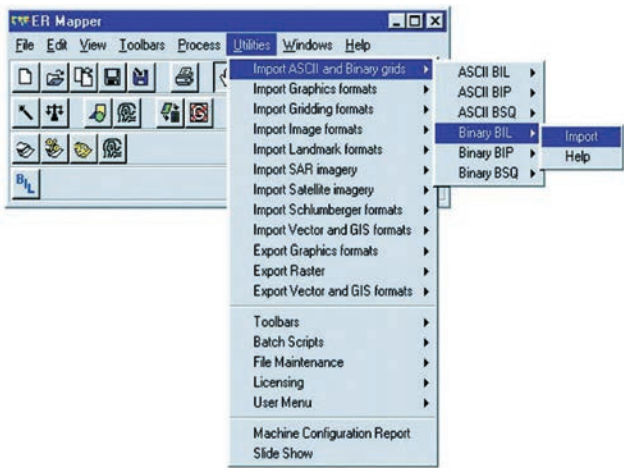 ER Mapper
File Edit View Toolbars Process Utilities Windows Help
Import ASCII and Binary grids
Import Graphics formats
Import Gridding formats
Import Image formats
Import Landmark formats
Import SAR imagery
Import Satellite imagery
Import Schlumberger formats
Import Vector and GIS formats
Export Graphics formats
Export Raster
Export Vector and GIS formats
Toolbars
Batch Scripts
File Maintenance
Licensing
User Menu
Machine Configuration Report
Slide Show
ASCII BIL
ASCII BIP
ASCII BSQ
Binary BIL
Binary BIP
Binary BSQ
Import
Help
BIL